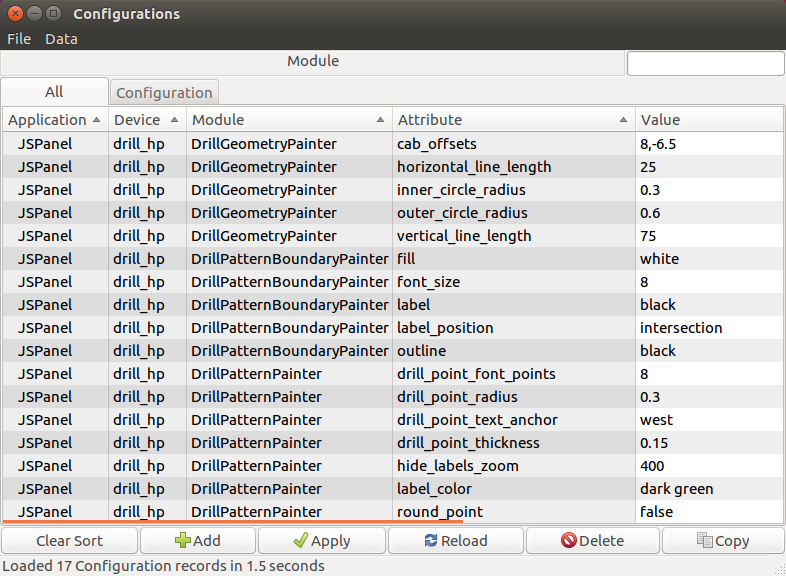 Configurations
File Data
Module
All Configuration
Application Device Module Attribute Value
JSPanel drill_hp DrillGeometryPainter cab_offsets 8,-6.5
JSPanel drill_hp DrillGeometryPainter horizontal_line_length 25
JSPanel drill_hp DrillGeometryPainter inner_circle_radius 0.3
JSPanel drill_hp DrillGeometryPainter outer_circle_radius 0.6
JSPanel drill_hp DrillGeometryPainter vertical_line_length 75
JSPanel drill_hp DrillPatternBoundaryPainter fill white
JSPanel drill_hp DrillPatternBoundaryPainter font_size 8
JSPanel drill_hp DrillPatternBoundaryPainter label black
JSPanel drill_hp DrillPatternBoundaryPainter label_position intersection
JSPanel drill_hp DrillPatternBoundaryPainter outline black
JSPanel drill_hp DrillPatternPainter drill_point_font_points 8
JSPanel drill_hp DrillPatternPainter drill_point_radius 0.3
JSPanel drill_hp DrillPatternPainter drill_point_text_anchor west
JSPanel drill_hp DrillPatternPainter drill_point_thickness 0.15
JSPanel drill_hp DrillPatternPainter hide_labels_zoom 400
JSPanel drill_hp DrillPatternPainter label_color dark green
JSPanel drill_hp DrillPatternPainter round_point false
Clear Sort Add Apply Reload Delete Copy
Loaded 17 Configuration records in 1.5 seconds